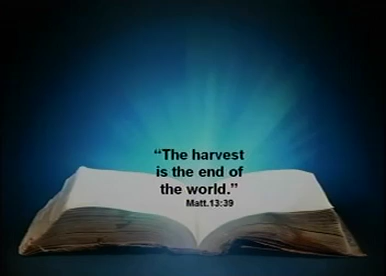 “The harvest
is the end of
the world.”
Matt.13:39